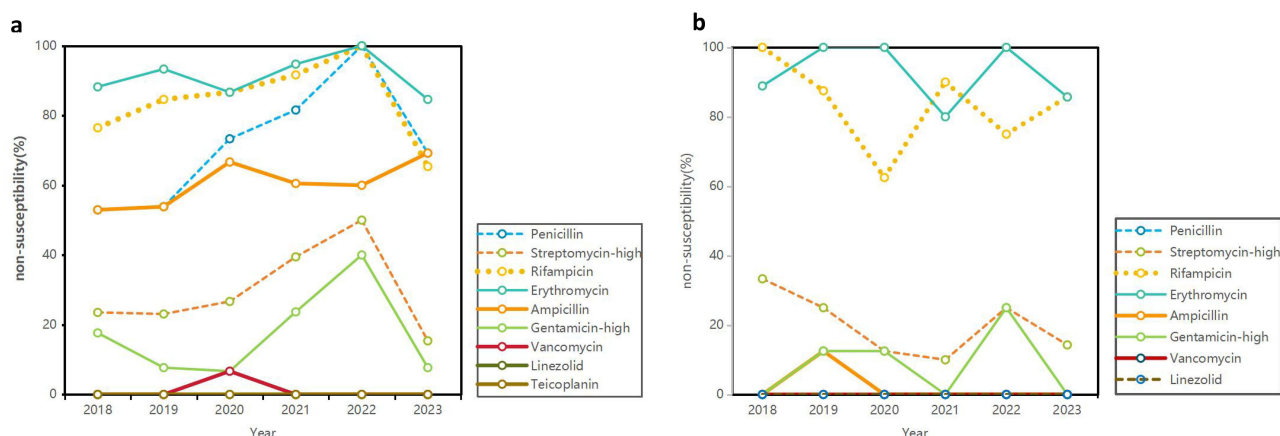 a
non-susceptibility(%)
100
80
60
40
20
0
2018 2019 2020 2021 2022 2023
Year
Penicillin
Streptomycin-high
Rifampicin
Erythromycin
Ampicillin
Gentamicin-high
Vancomycin
Linezolid
Teicoplanin
b
non-susceptibility(%)
100
80
60
40
20
0
2018 2019 2020 2021 2022 2023
Year
Penicillin
Streptomycin-high
Rifampicin
Erythromycin
Ampicillin
Gentamicin-high
Vancomycin
Linezolid